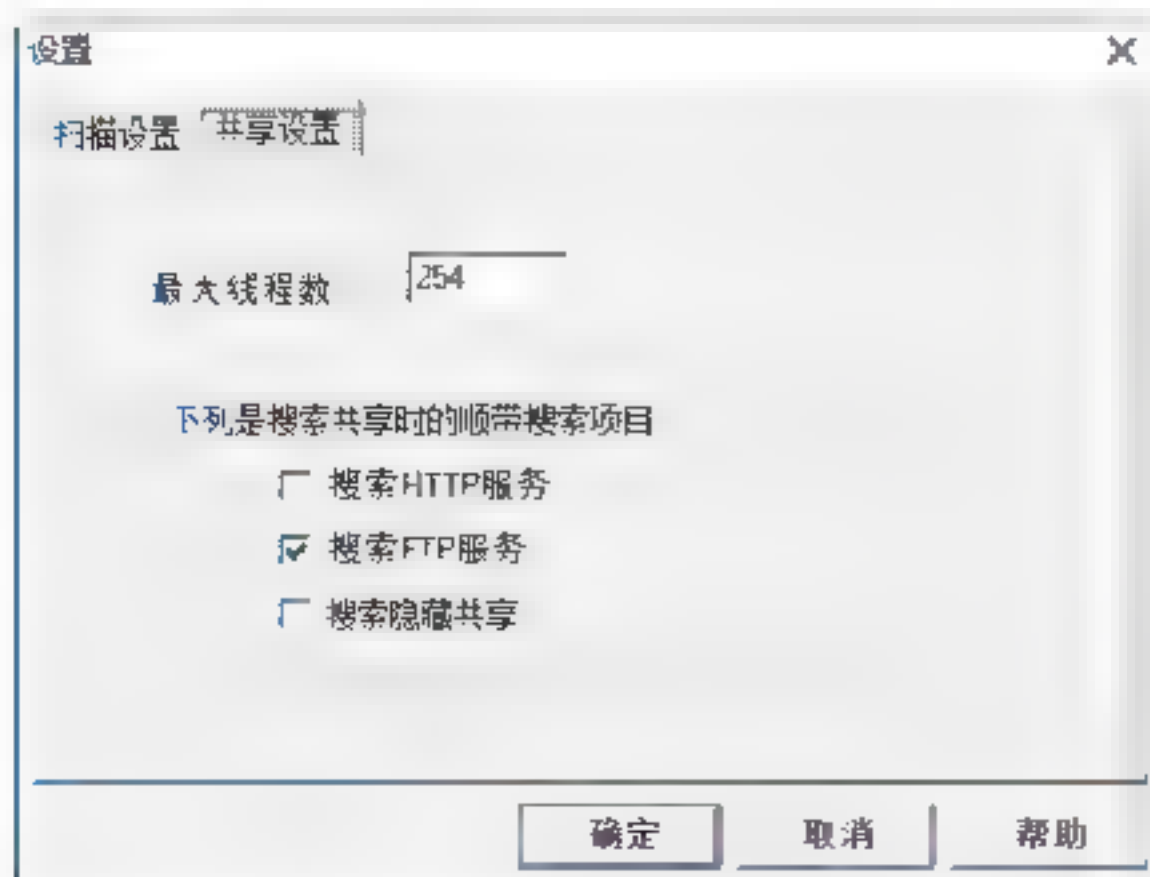 设置
扫描设置 共享设置
最大线程数 254
下列是搜索共享时的顺带搜索项目
搜索HTTP服务
搜索FTP服务
搜索隐藏共享
确定 取消 帮助